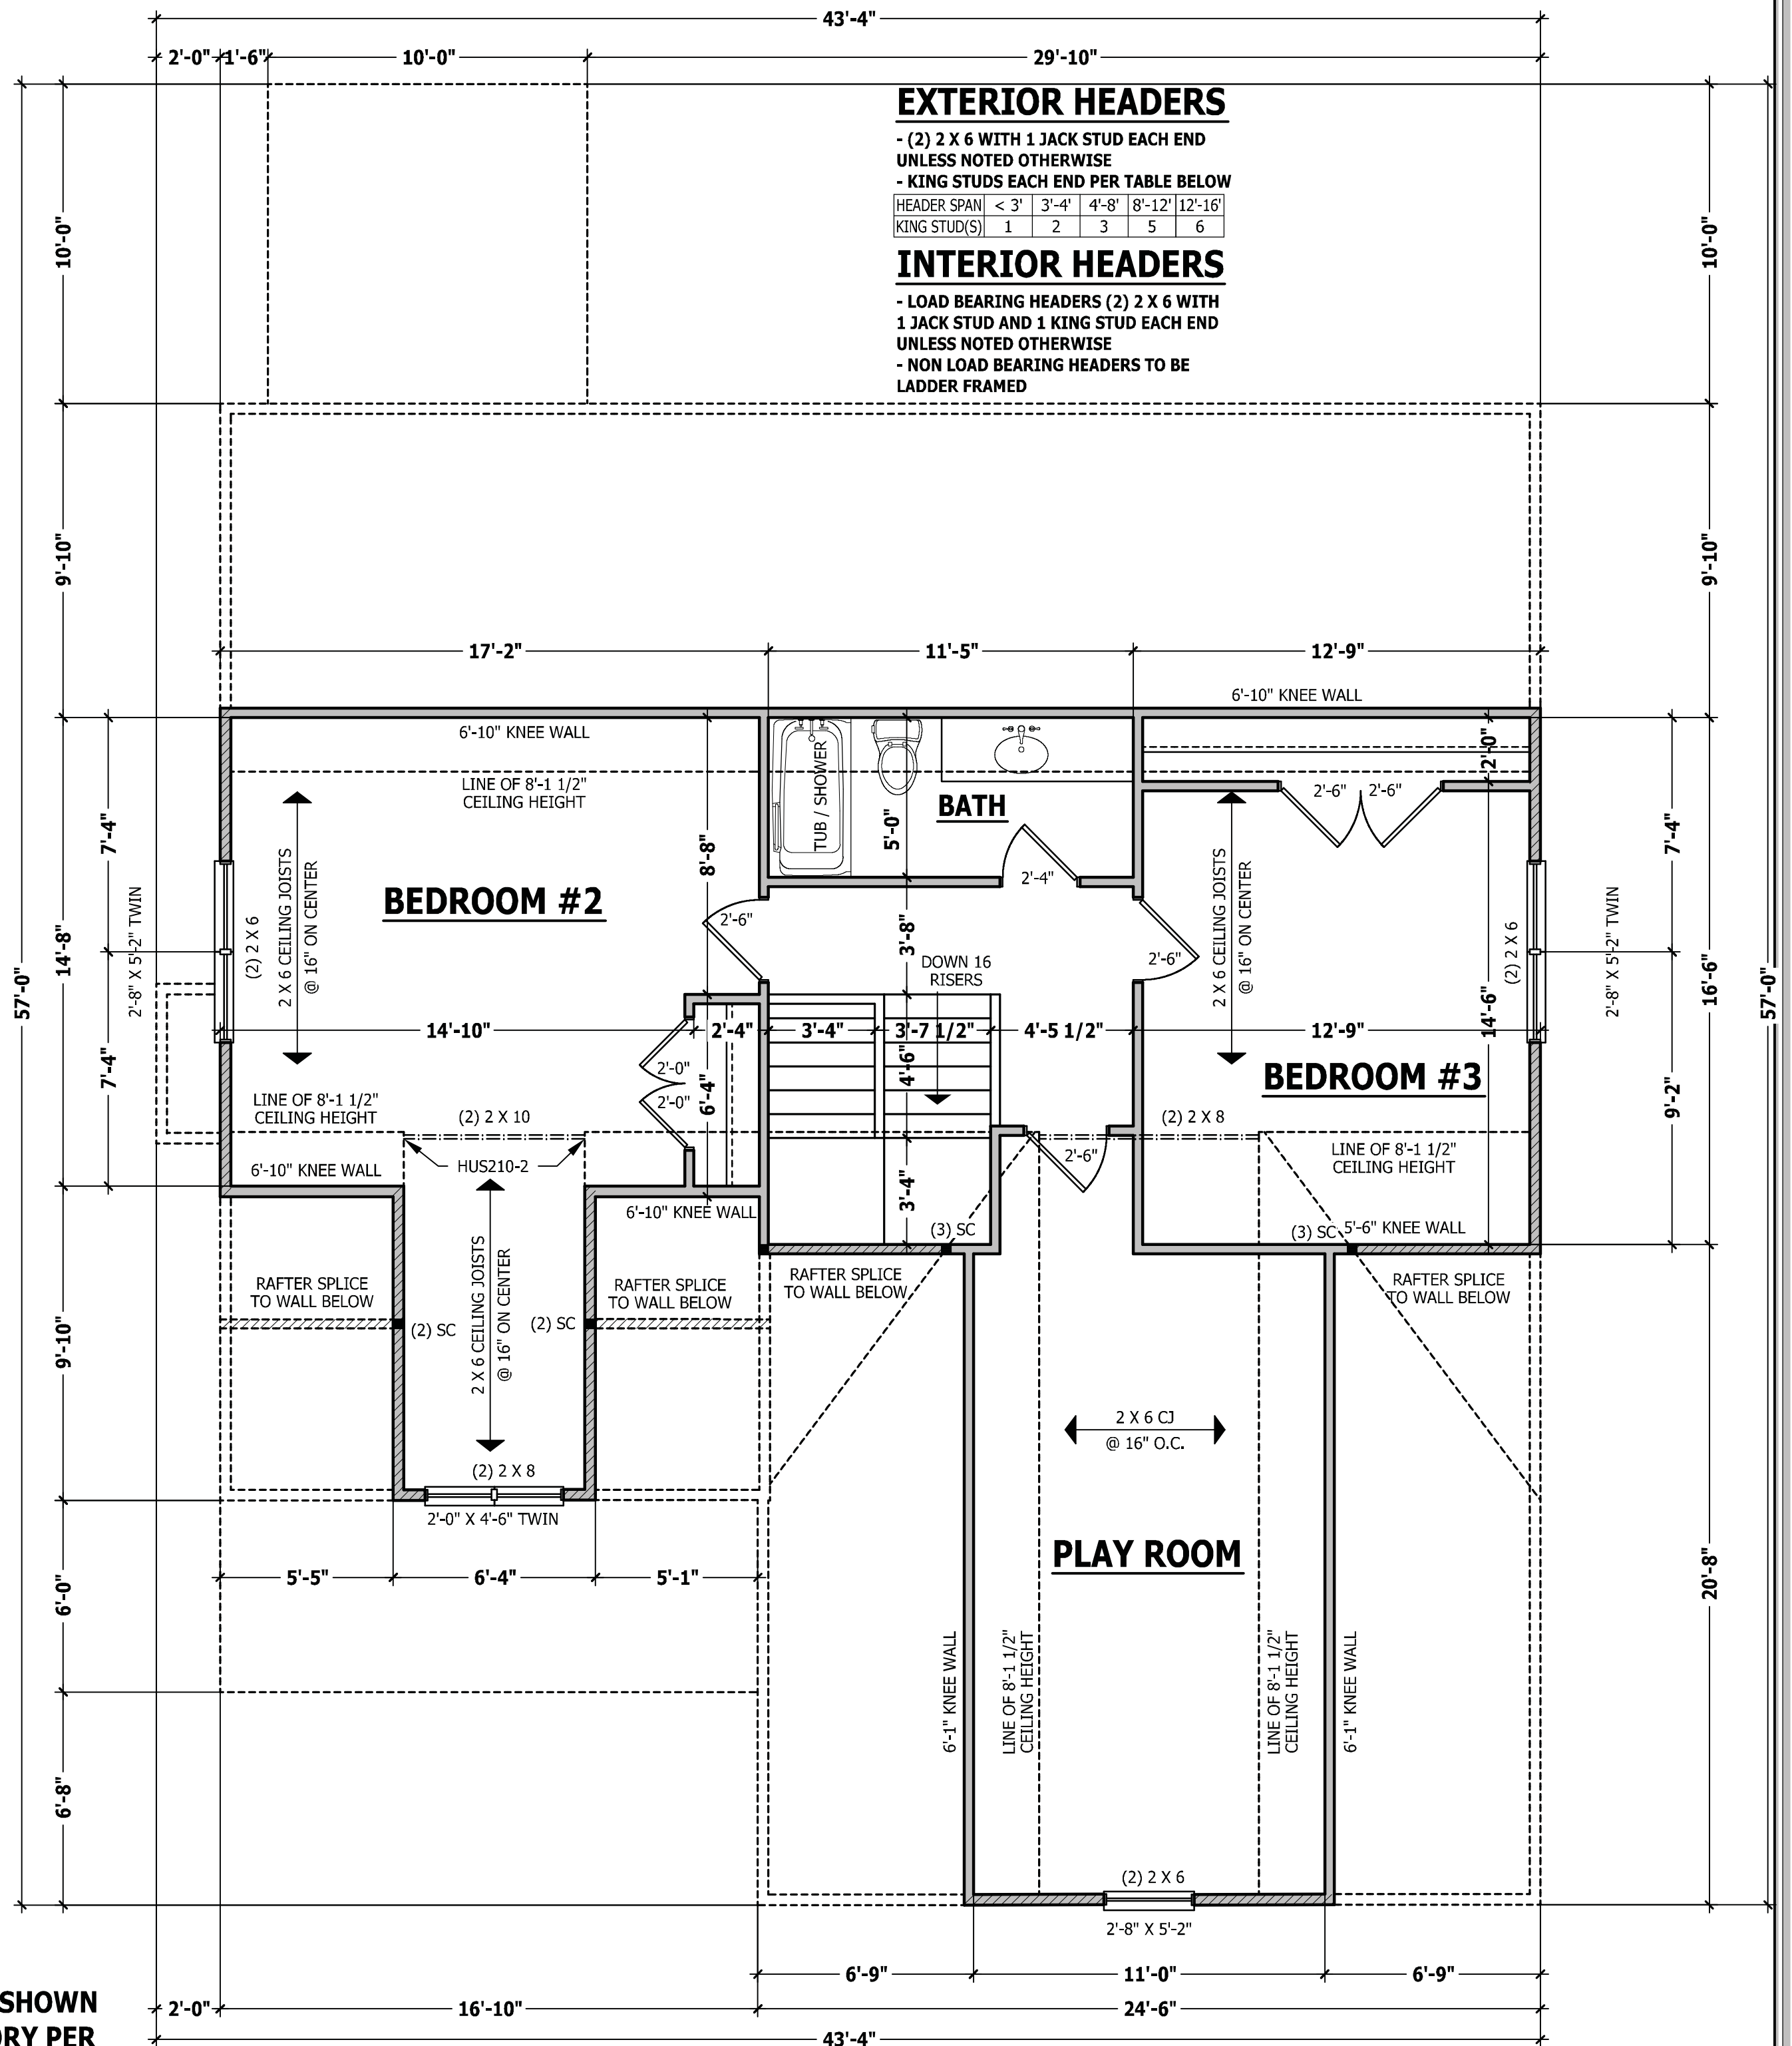 43'-4"
2'-0"
1'-6"
10'-0"
29'-10"
EXTERIOR HEADERS
- (2) 2 X 6 WITH 1 JACK STUD EACH END
UNLESS NOTED OTHERWISE
- KING STUDS EACH END PER TABLE BELOW
HEADER SPAN < 3' 3'-4' 4'-8' 8'-12' 12'-16'
KING STUD(S) 1 2 3 5 6
INTERIOR HEADERS
- LOAD BEARING HEADERS (2) 2 X 6 WITH
1 JACK STUD AND 1 KING STUD EACH END
UNLESS NOTED OTHERWISE
- NON LOAD BEARING HEADERS TO BE
LADDER FRAMED
10'-0"
10'-0"
9'-10"
9'-10"
17'-2"
11'-5"
12'-9"
6'-10" KNEE WALL
6'-10" KNEE WALL
LINE OF 8'-1 1/2"
CEILING HEIGHT
TUB / SHOWER
BATH
5'-0"
2'-0"
2'-6"
2'-6"
7'-4"
8'-8"
7'-4"
2'-4"
BEDROOM #2
2 X 6 CEILING JOISTS
@ 16" ON CENTER
(2) 2 X 6
2'-8" X 5'-2" TWIN
14'-8"
57'-0"
2'-6"
3'-8"
DOWN 16
RISERS
2'-6"
2 X 6 CEILING JOISTS
@ 16" ON CENTER
(2) 2 X 6
2'-8" X 5'-2" TWIN
16'-6"
57'-0"
14'-6"
14'-10"
2'-4"
3'-4"
3'-7 1/2"
4'-5 1/2"
12'-9"
7'-4"
2'-0"
2'-0"
6'-4"
4'-6"
BEDROOM #3
9'-2"
LINE OF 8'-1 1/2"
CEILING HEIGHT
(2) 2 X 10
(2) 2 X 8
HUS210-2
6'-10" KNEE WALL
2'-6"
LINE OF 8'-1 1/2"
CEILING HEIGHT
6'-10" KNEE WALL
3'-4"
(3) SC
(3) SC
5'-6" KNEE WALL
RAFTER SPLICE
TO WALL BELOW
RAFTER SPLICE
TO WALL BELOW
RAFTER SPLICE
TO WALL BELOW
RAFTER SPLICE
TO WALL BELOW
(2) SC
(2) SC
2 X 6 CEILING JOISTS
@ 16" ON CENTER
9'-10"
2 X 6 CJ
@ 16" O.C.
(2) 2 X 8
2'-0" X 4'-6" TWIN
PLAY ROOM
5'-5"
6'-4"
5'-1"
6'-0"
20'-8"
6'-1" KNEE WALL
LINE OF 8'-1 1/2"
CEILING HEIGHT
LINE OF 8'-1 1/2"
CEILING HEIGHT
6'-1" KNEE WALL
6'-8"
(2) 2 X 6
2'-8" X 5'-2"
6'-9"
11'-0"
6'-9"
SHOWN
2'-0"
16'-10"
24'-6"
ORY PER
43'-4"